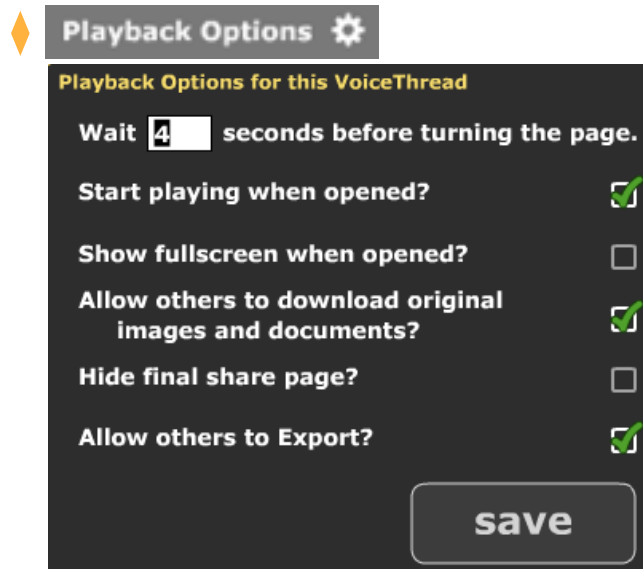 Playback Options
Playback Options for this VoiceThread
Wait 4 seconds before turning the page.
Start playing when opened?
Show fullscreen when opened?
Allow others to download original
images and documents?
Hide final share page?
Allow others to Export?
save